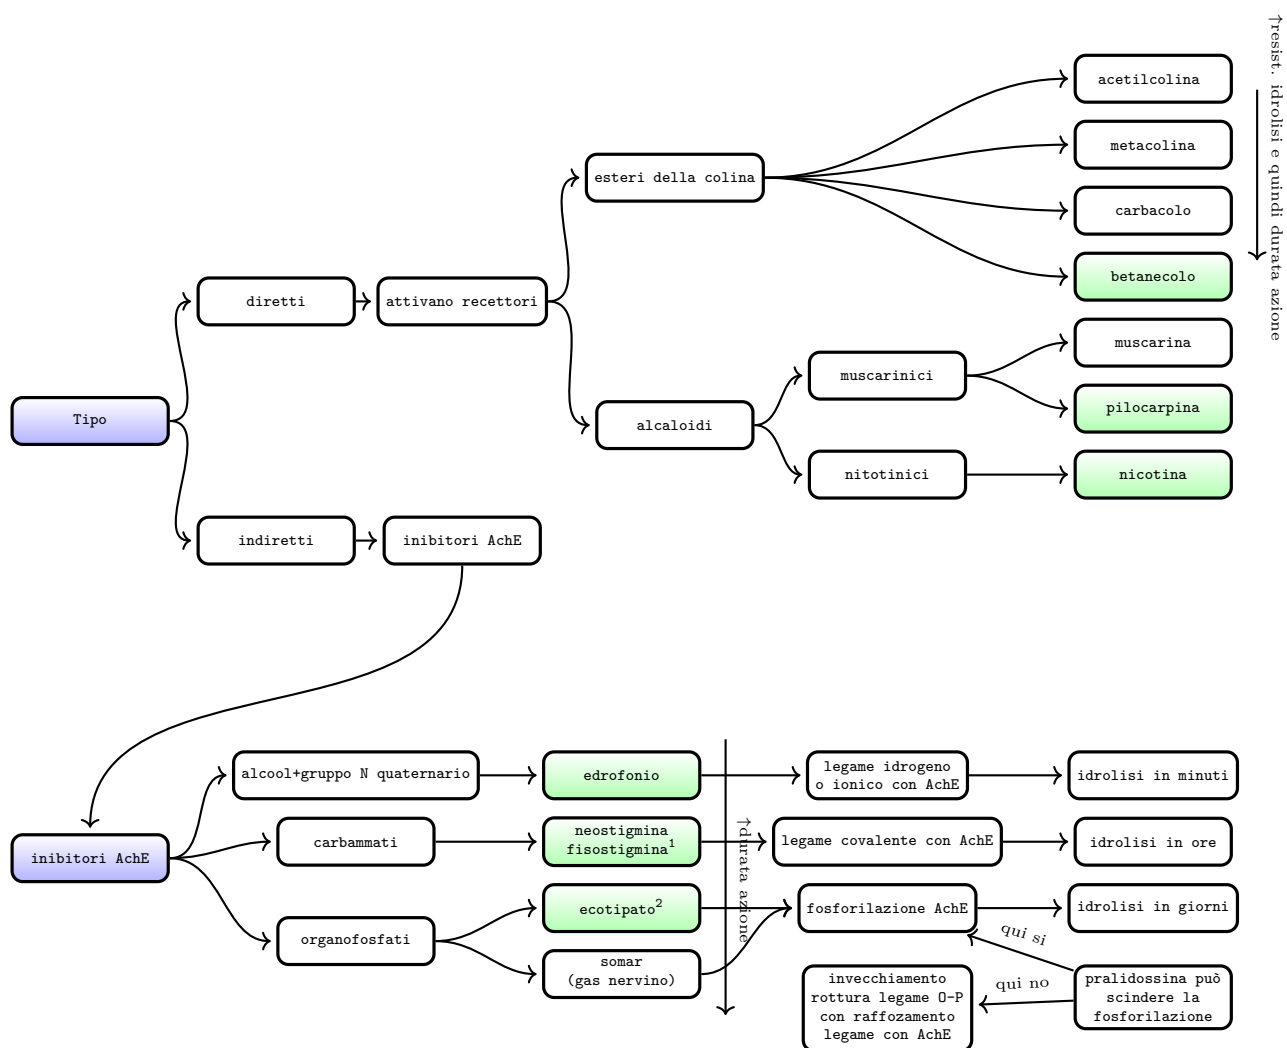 ↑resist. idrolisi e quindi durata azione
acetilcolina
metacolina
esteri della colina
carbacolo
betanecolo
diretti
attivano recettori
muscarina
muscarinici
pilocarpina
Tipo
alcaloidi
nitotinici
nicotina
indiretti
inibitori AchE
alcool+gruppo N quaternario
edrofonio
legame idrogeno
o ionico con AchE
idrolisi in minuti
inibitori AchE
carbammati
neostigmina
fisostigmina¹
↑durata azione
legame covalente con AchE
idrolisi in ore
organofosfati
ecotipato²
fosforilazione AchE
idrolisi in giorni
somar
(gas nervino)
qui si
qui no
invecchiamento
rottura legame O-P
con raffozamento
legame con AchE
pralidossina può
scindere la
fosforilazione